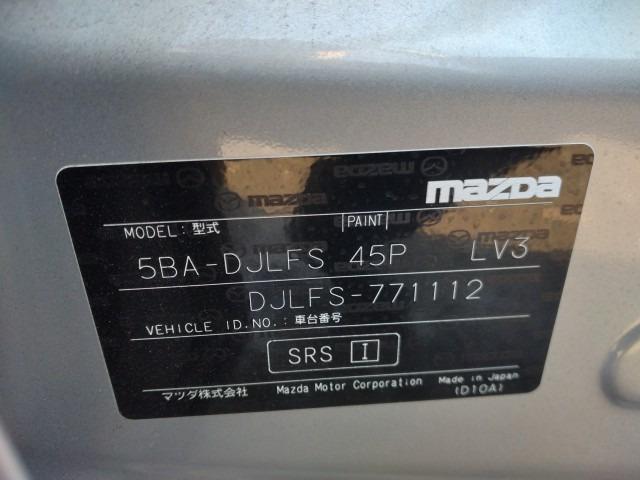 mazda
MODEL: 型式 PAINT
5BA-DJLFS 45P LV3
DJLFS-771112
VEHICLE ID.NO.: 車台番号
SRS I
マツダ株式会社 Mazda Motor Corporation Made in Japan
(D10A)